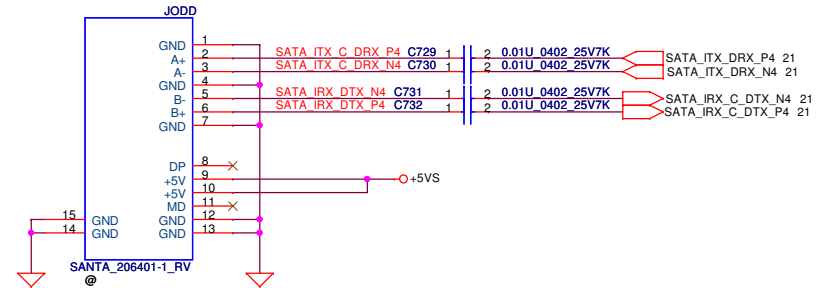 JODD
GND 1
A+ 2 SATA_ITX_C_DRX_P4 C729 1 2 0.01U_0402_25V7K SATA_ITX_DRX_P4 21
A- 3 SATA_ITX_C_DRX_N4 C730 1 2 0.01U_0402_25V7K SATA_ITX_DRX_N4 21
GND 4
B- 5 SATA_IRX_DTX_N4 C731 1 2 0.01U_0402_25V7K SATA_IRX_C_DTX_N4 21
B+ 6 SATA_IRX_DTX_P4 C732 1 2 0.01U_0402_25V7K SATA_IRX_C_DTX_P4 21
GND 7
DP 8
+5V 9 +5VS
+5V 10
MD 11
15 GND GND 12
14 GND GND 13
SANTA_206401-1_RV
@